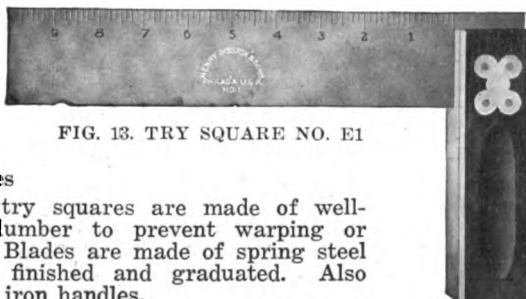 9 8 7 6 5 4 3 2 1
HENRY DISSTON & SONS
PHILAD'A U.S.A.
NO.1
FIG. 13. TRY SQUARE NO. E1
es
try squares are made of well-
lumber to prevent warping or
Blades are made of spring steel
finished and graduated. Also
iron handles.